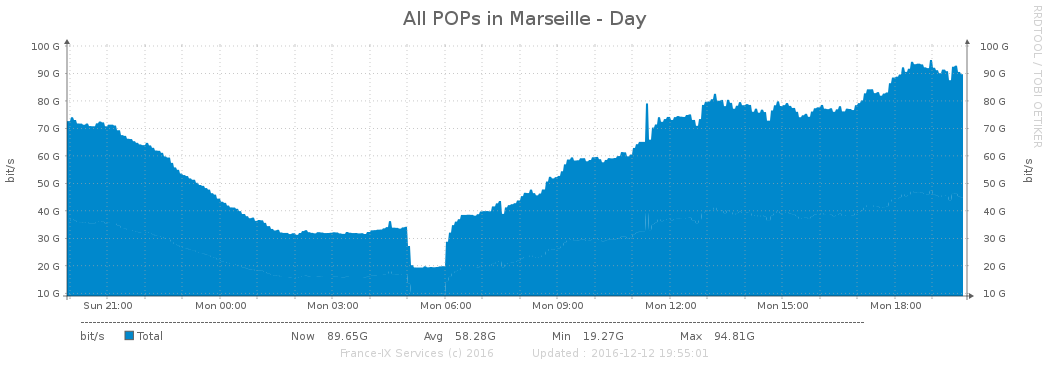 All POPs in Marseille - Day
RRDTOOL / TOBI OETIKER
100 G 100 G
90 G 90 G
80 G 80 G
70 G 70 G
60 G 60 G
50 G 50 G
40 G 40 G
30 G 30 G
20 G 20 G
10 G 10 G
bit/s
bit/s
Sun 21:00 Mon 00:00 Mon 03:00 Mon 06:00 Mon 09:00 Mon 12:00 Mon 15:00 Mon 18:00
bit/s Total Now 89.65G Avg 58.28G Min 19.27G Max 94.81G
France-IX Services (c) 2016 Updated : 2016-12-12 19:55:01